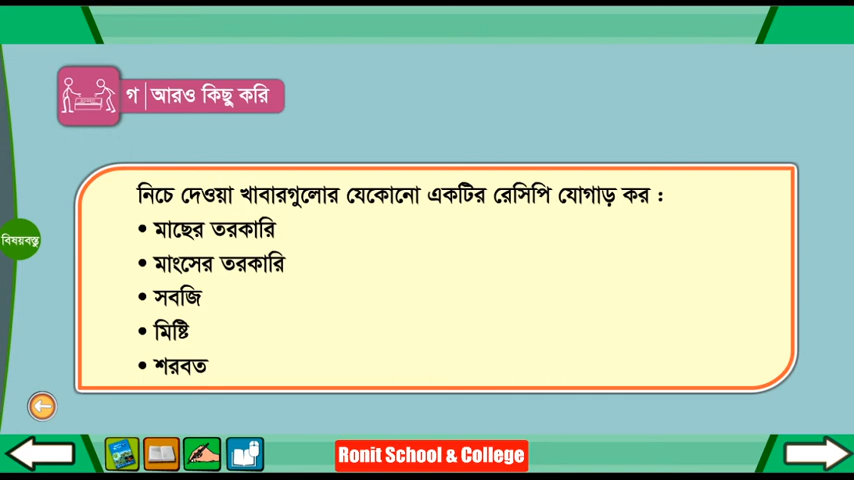 গ | আরও কিছু করি
নিচে দেওয়া খাবারগুলোর যেকোনো একটির রেসিপি যোগাড় কর :
• মাছের তরকারি
• মাংসের তরকারি
• সবজি
• মিষ্টি
• শরবত
বিষয়বস্তু
Ronit School & College